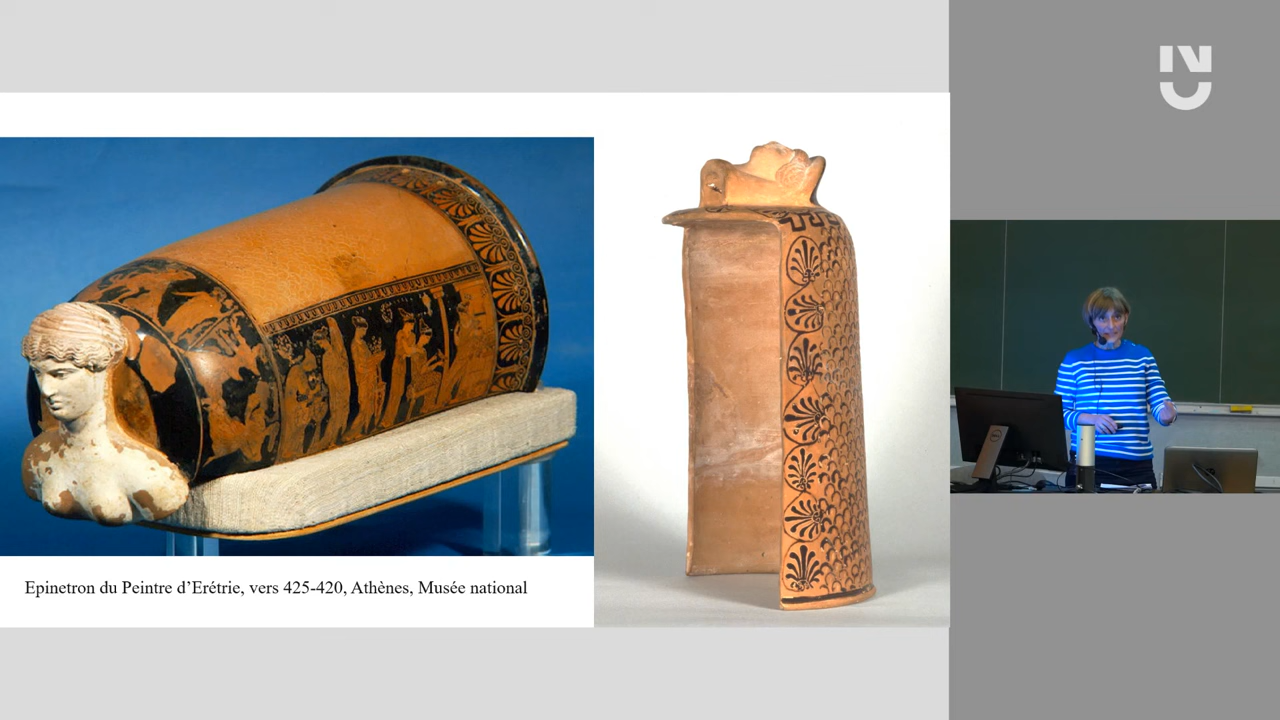 Epinetron du Peintre d'Erétrie, vers 425-420, Athènes, Musée national